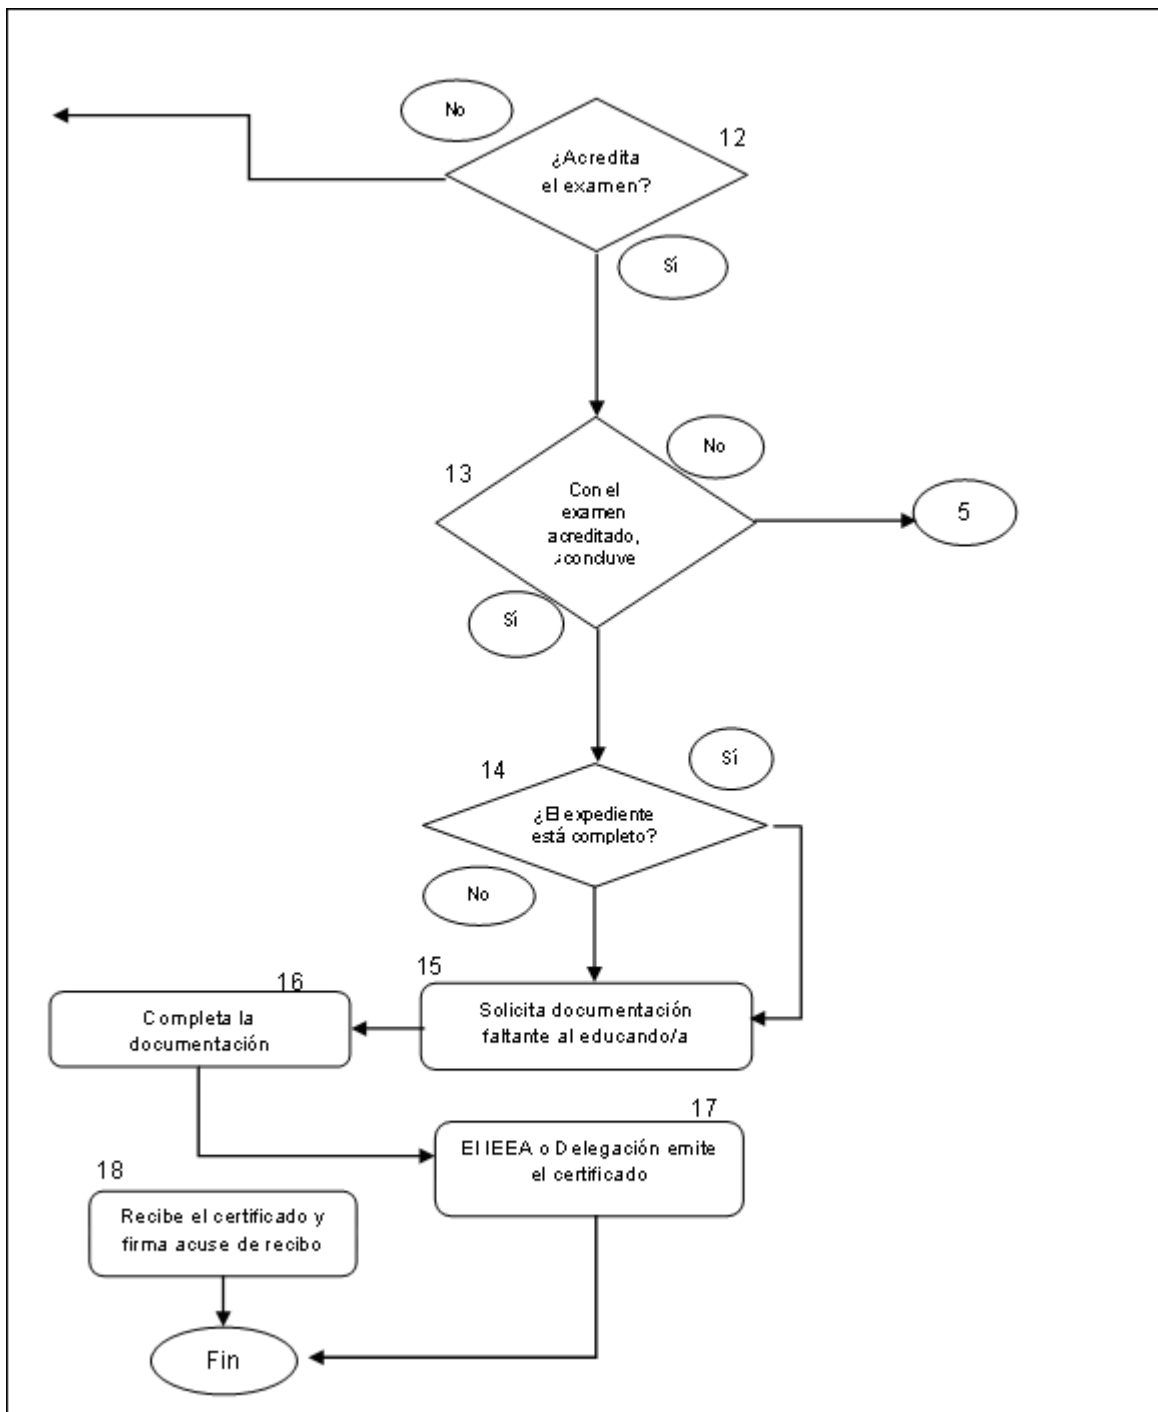 No
12
¿Acredita
el examen?
Sí
No
13
Con el
examen
acreditado,
¿concluye
5
Sí
Sí
14
¿El expediente
está completo?
No
15
Solicita documentación
faltante al educando/a
16
Completa la
documentación
17
El IEEA o Delegación emite
el certificado
18
Recibe el certificado y
firma acuse de recibo
Fin